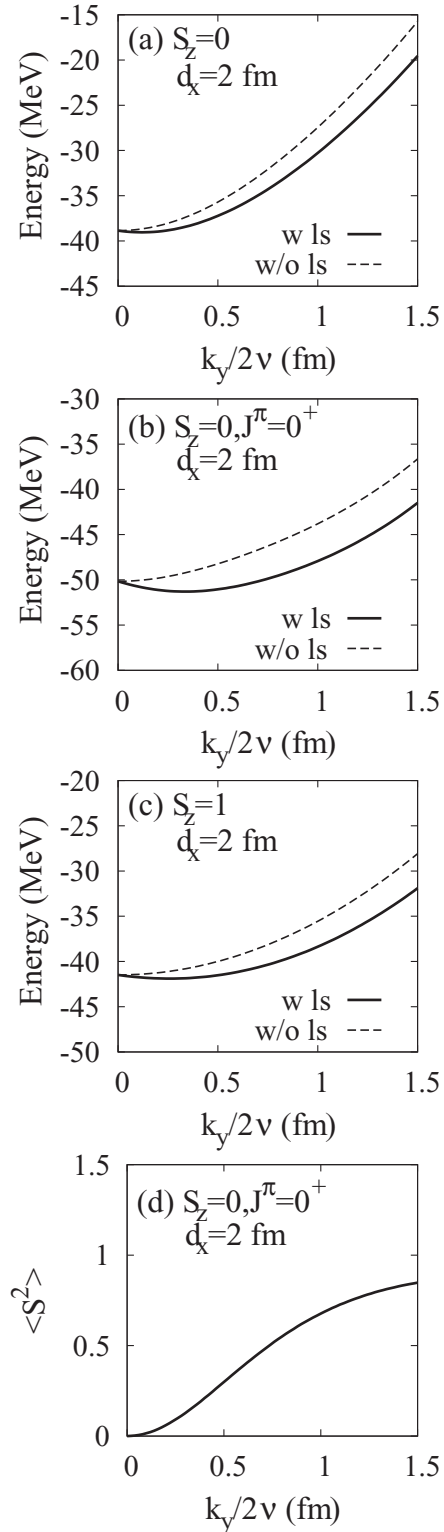 (a) S_z=0
d_x=2 fm
Energy (MeV)
-15
-20
-25
-30
-35
-40
-45
w ls
w/o ls
0 0.5 1 1.5
k_y/2ν (fm)
(b) S_z=0,J^π=0^+
d_x=2 fm
Energy (MeV)
-30
-35
-40
-45
-50
-55
-60
w ls
w/o ls
0 0.5 1 1.5
k_y/2ν (fm)
(c) S_z=1
d_x=2 fm
Energy (MeV)
-20
-25
-30
-35
-40
-45
-50
w ls
w/o ls
0 0.5 1 1.5
k_y/2ν (fm)
(d) S_z=0,J^π=0^+
d_x=2 fm
<S^2>
1.5
1
0.5
0
0 0.5 1 1.5
k_y/2ν (fm)